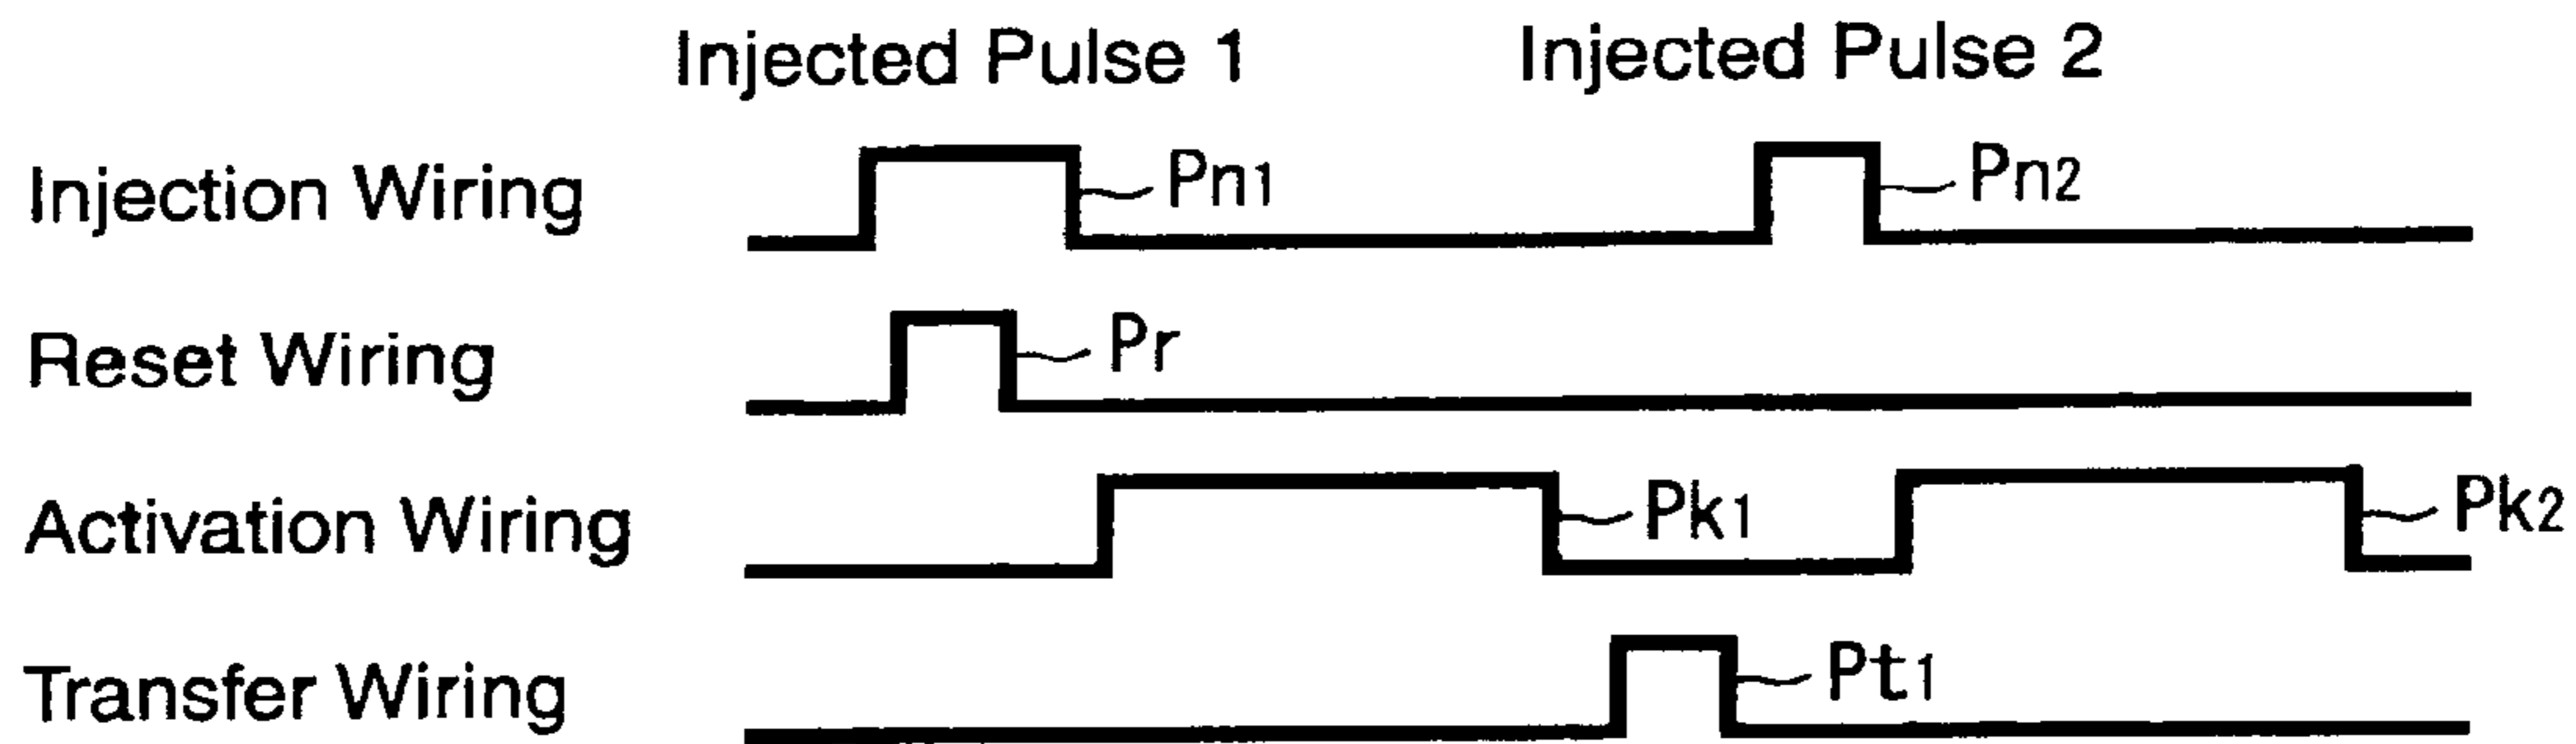 Injected Pulse 1 Injected Pulse 2
Injection Wiring Pn1 Pn2
Reset Wiring Pr
Activation Wiring Pk1 Pk2
Transfer Wiring Pt1